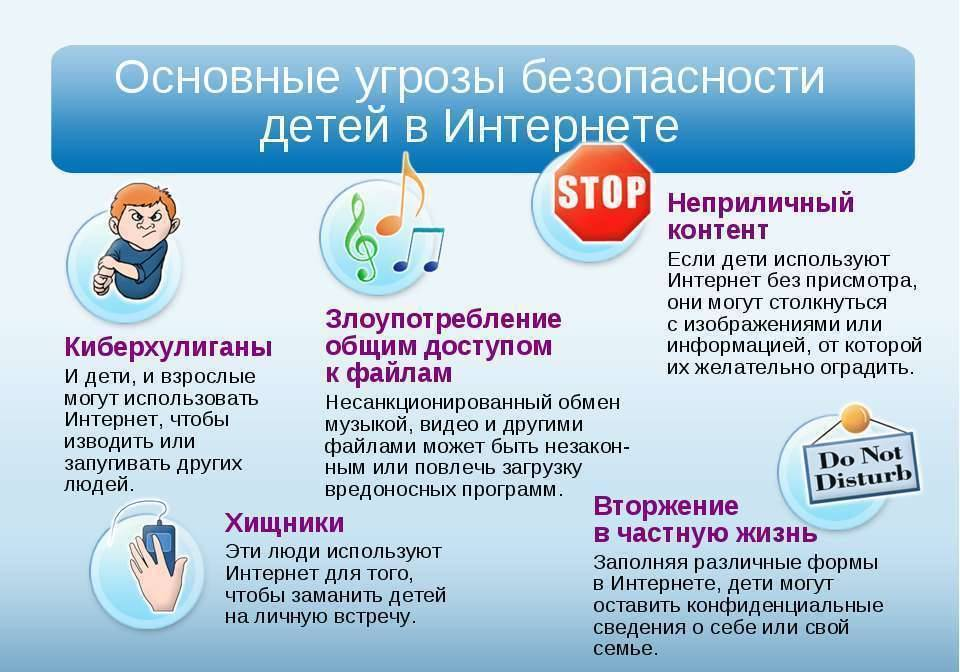 Основные угрозы безопасности
детей в Интернете
Киберхулиганы
И дети, и взрослые
могут использовать
Интернет, чтобы
изводить или
запугивать других
людей.
Злоупотребление
общим доступом
к файлам
Несанкционированный обмен
музыкой, видео и другими
файлами может быть незакон-
ным или повлечь загрузку
вредоносных программ.
STOP
Неприличный
контент
Если дети используют
Интернет без присмотра,
они могут столкнуться
с изображениями или
информацией, от которой
их желательно оградить.
Хищники
Эти люди используют
Интернет для того,
чтобы заманить детей
на личную встречу.
Do Not
Disturb
Вторжение
в частную жизнь
Заполняя различные формы
в Интернете, дети могут
оставить конфиденциальные
сведения о себе или свой
семье.